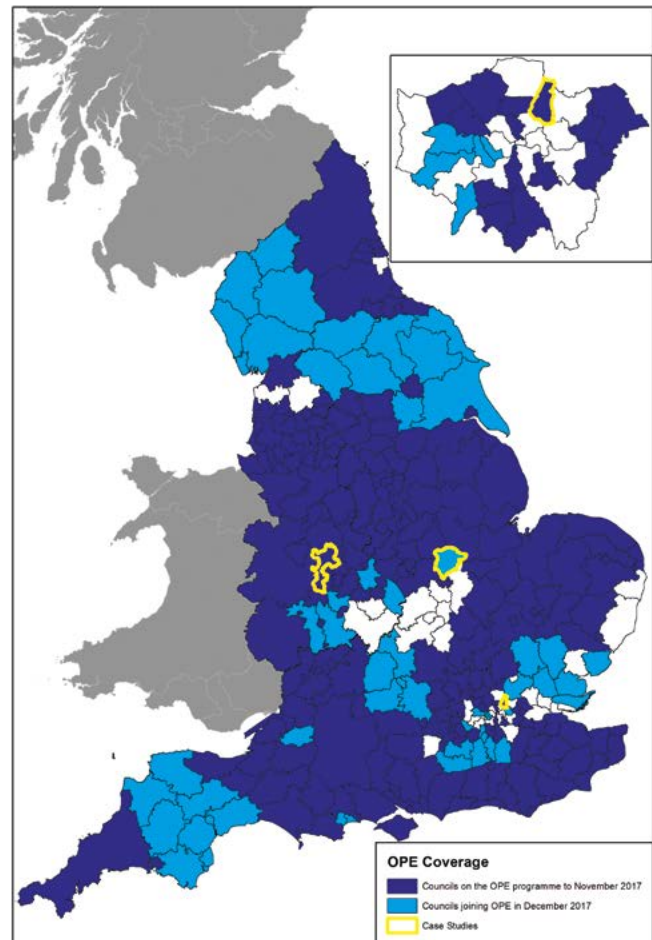 OPE Coverage
Councils on the OPE programme to November 2017
Councils joining OPE in December 2017
Case Studies